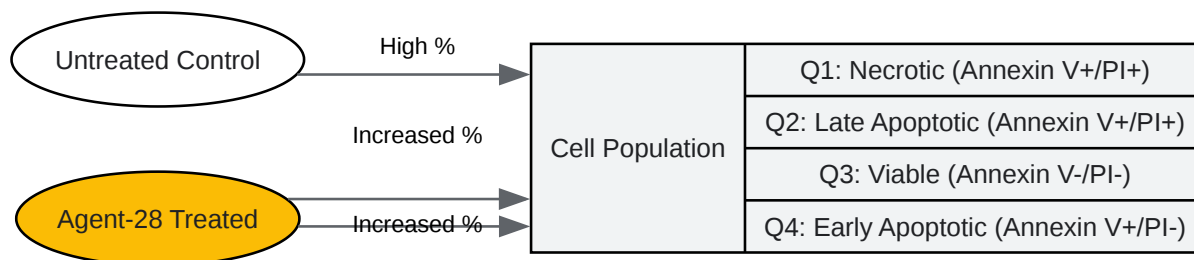 Untreated Control
High %
Increased %
Agent-28 Treated
Increased %
Cell Population
Q1: Necrotic (Annexin V+/PI+)
Q2: Late Apoptotic (Annexin V+/PI+)
Q3: Viable (Annexin V-/PI-)
Q4: Early Apoptotic (Annexin V+/PI-)